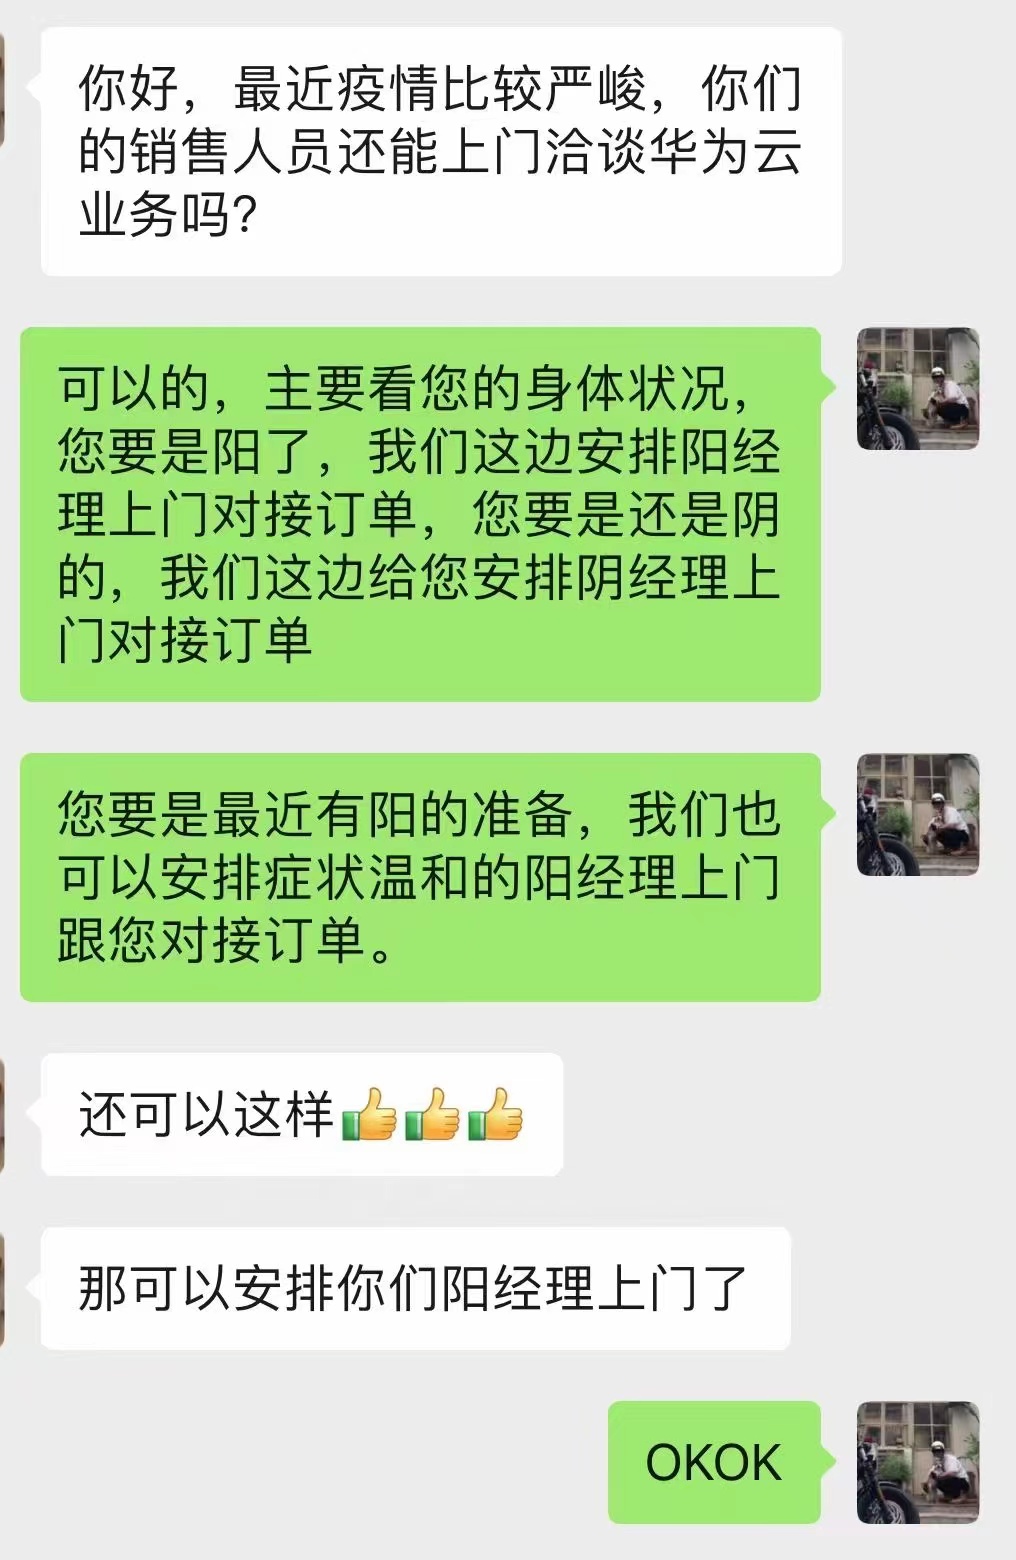 你好，最近疫情比较严峻，你们
的销售人员还能上门洽谈华为云
业务吗？
可以的，主要看您的身体状况，
您要是阳了，我们这边安排阳经
理上门对接订单，您要是还是阴
的，我们这边给您安排阴经理上
门对接订单
您要是最近有阳的准备，我们也
可以安排症状温和的阳经理上门
跟您对接订单。
还可以这样👍👍👍
那可以安排你们阳经理上门了
OKOK